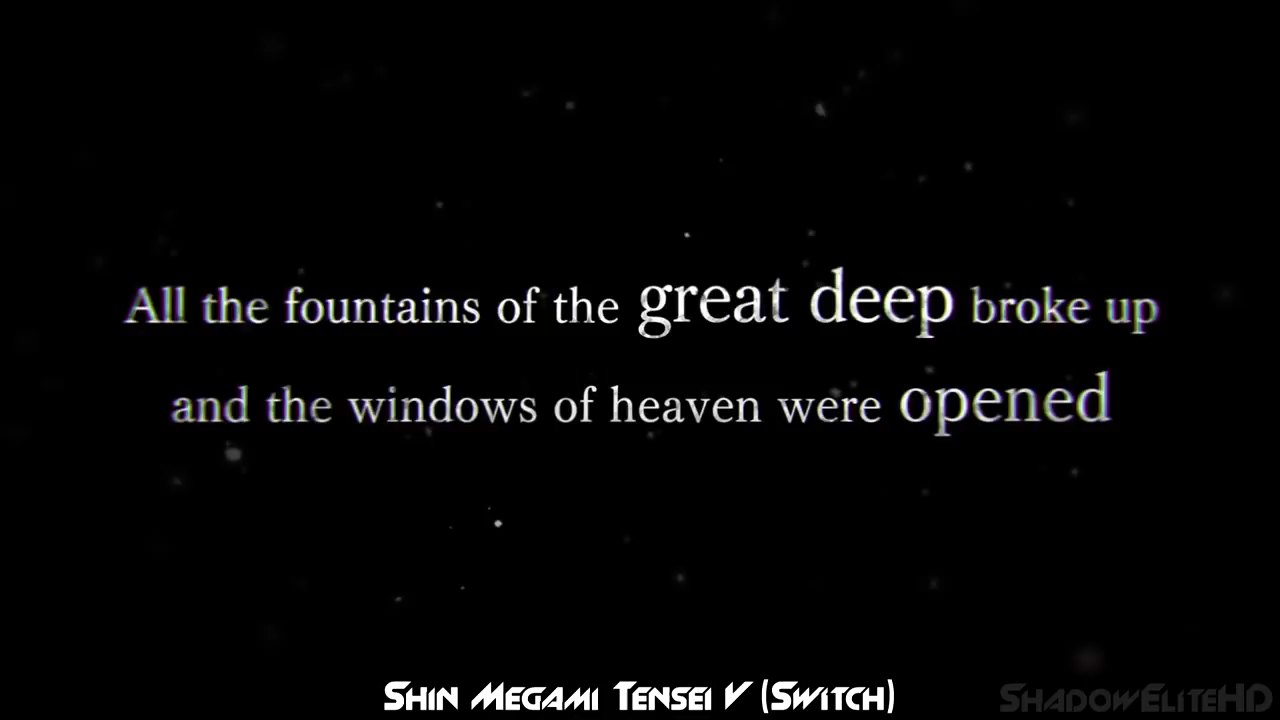 All the fountains of the great deep broke up
and the windows of heaven were opened
Shin Megami Tensei V (Switch)
ShadowEliteHD